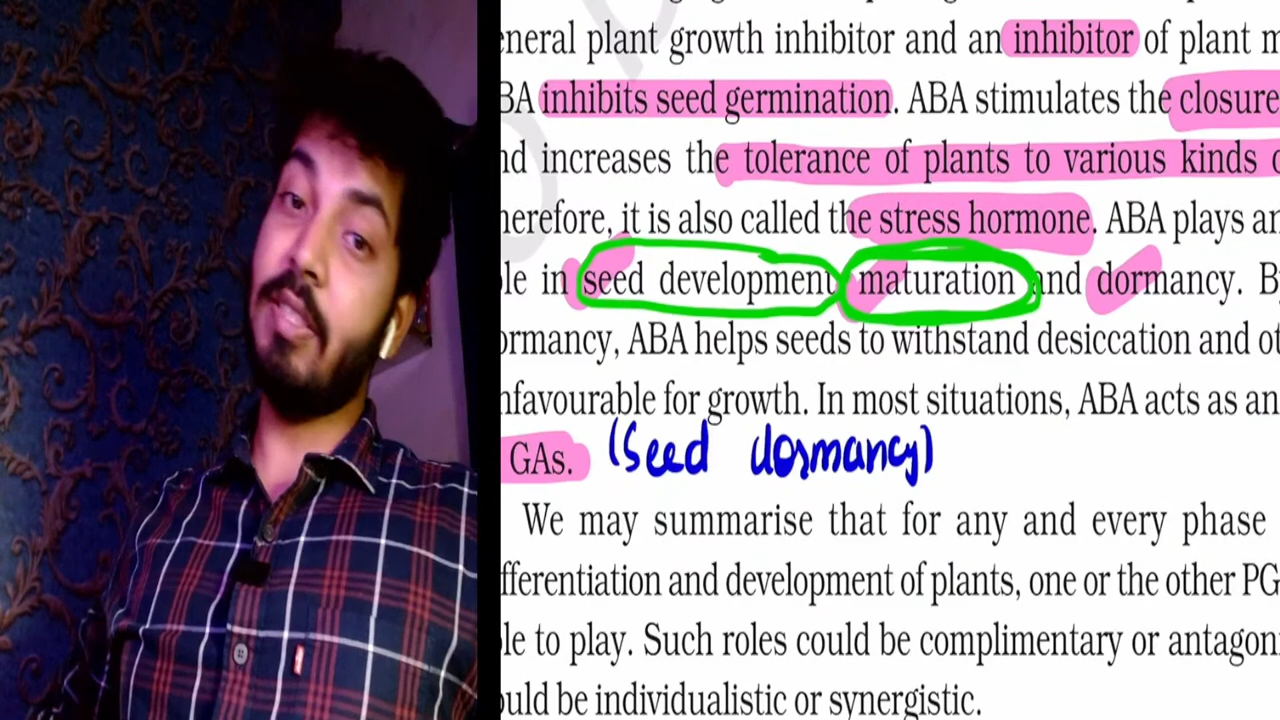 eneral plant growth inhibitor and an inhibitor of plant m
BA inhibits seed germination. ABA stimulates the closure
nd increases the tolerance of plants to various kinds o
herefore, it is also called the stress hormone. ABA plays an
ole in seed development, maturation and dormancy. By
ormancy, ABA helps seeds to withstand desiccation and ot
nfavourable for growth. In most situations, ABA acts as an
GAs. (Seed dormancy)
We may summarise that for any and every phase
fferentiation and development of plants, one or the other PG
ole to play. Such roles could be complimentary or antagoni
ould be individualistic or synergistic.